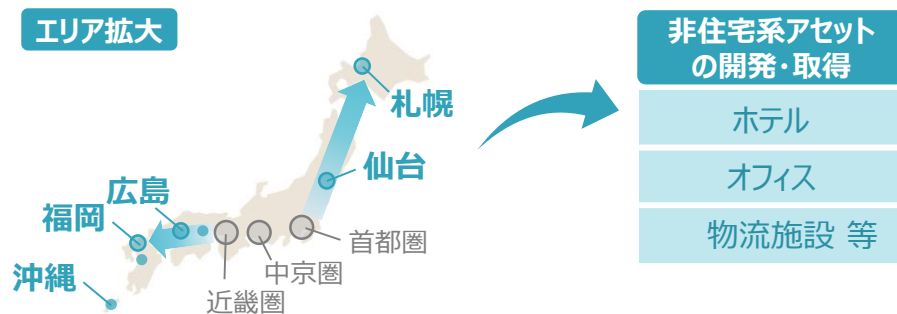 エリア拡大
札幌
仙台
広島
福岡
沖縄
首都圏
中京圏
近畿圏
非住宅系アセット
の開発・取得
ホテル
オフィス
物流施設 等